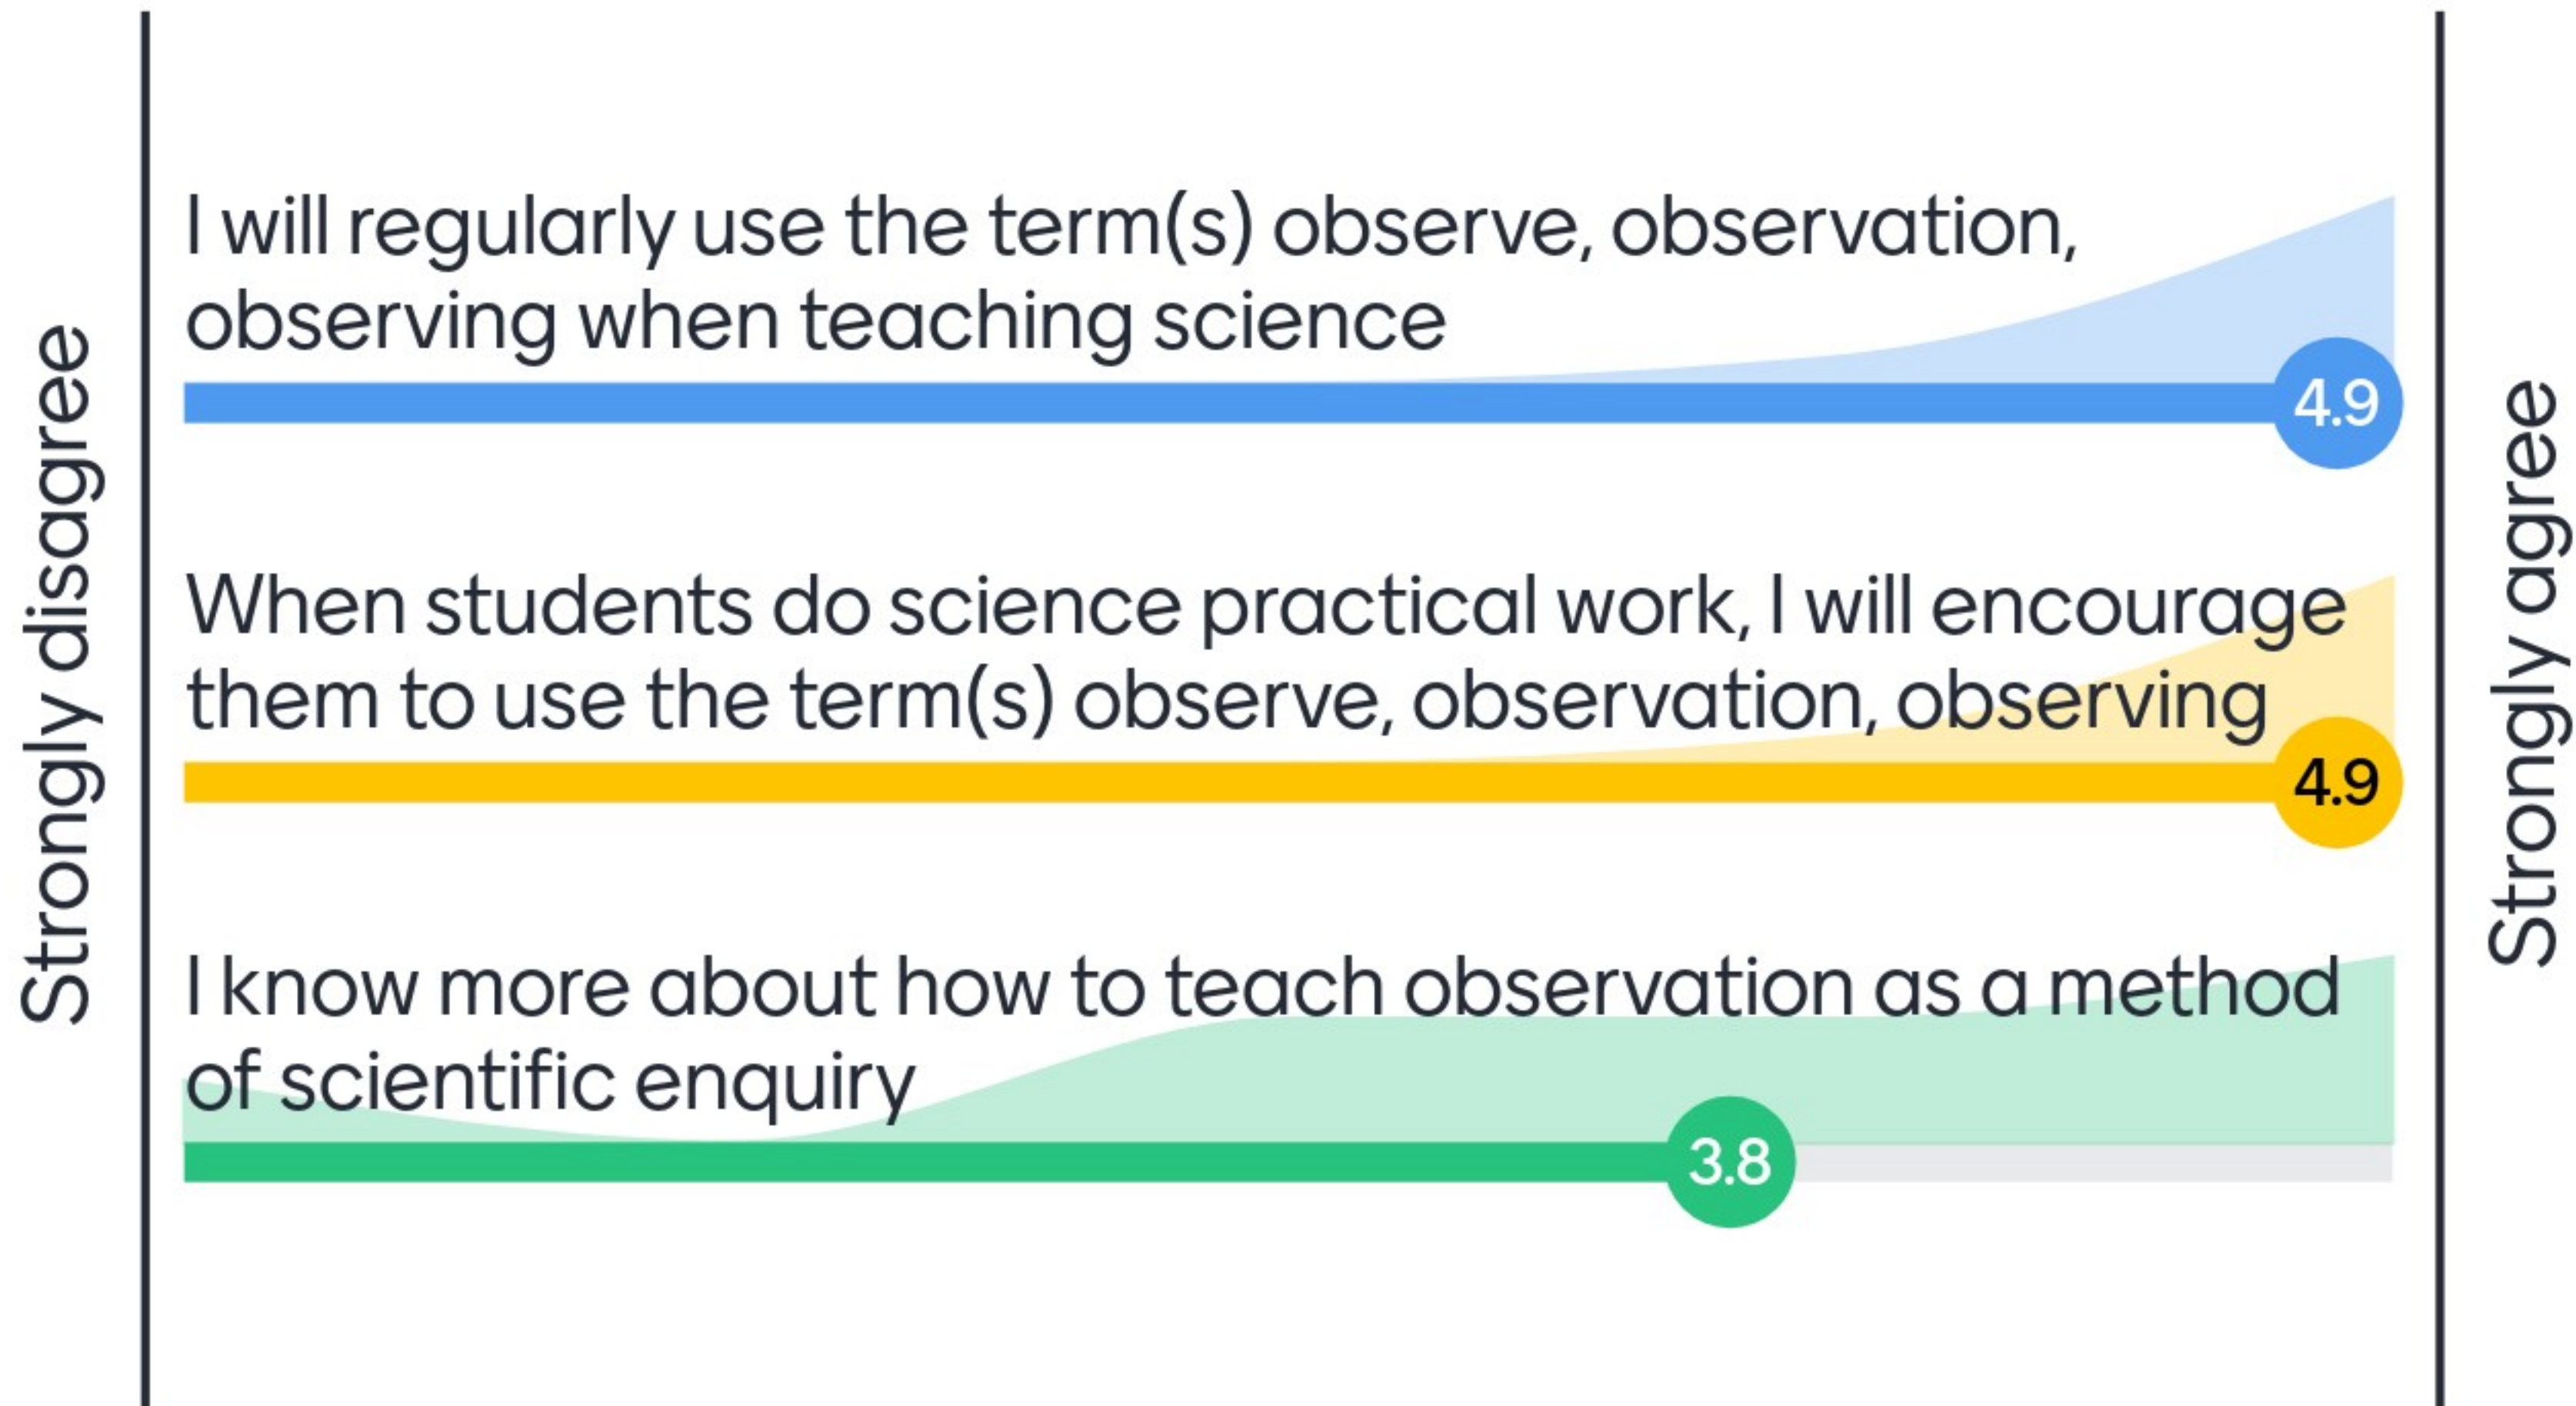 Strongly disagree
I will regularly use the term(s) observe, observation,
observing when teaching science
4.9
When students do science practical work, I will encourage
them to use the term(s) observe, observation, observing
4.9
I know more about how to teach observation as a method
of scientific enquiry
3.8
Strongly agree